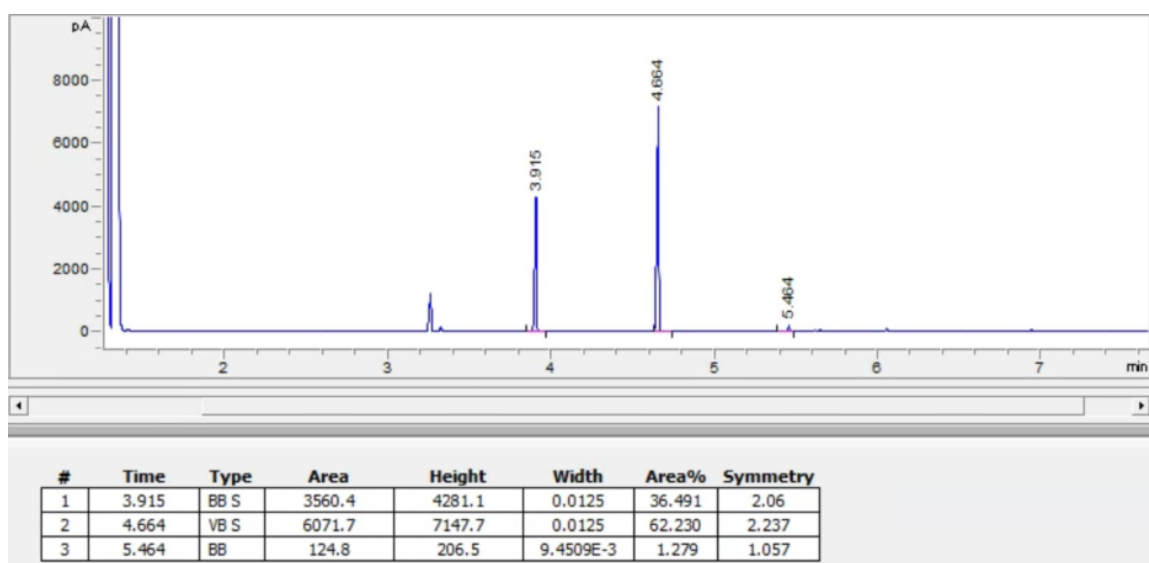 pA
8000
6000
4000
2000
0
3.915
4.664
5.464
2 3 4 5 6 7 min
# Time Type Area Height Width Area% Symmetry
1 3.915 BB S 3560.4 4281.1 0.0125 36.491 2.06
2 4.664 VB S 6071.7 7147.7 0.0125 62.230 2.237
3 5.464 BB 124.8 206.5 9.4509E-3 1.279 1.057